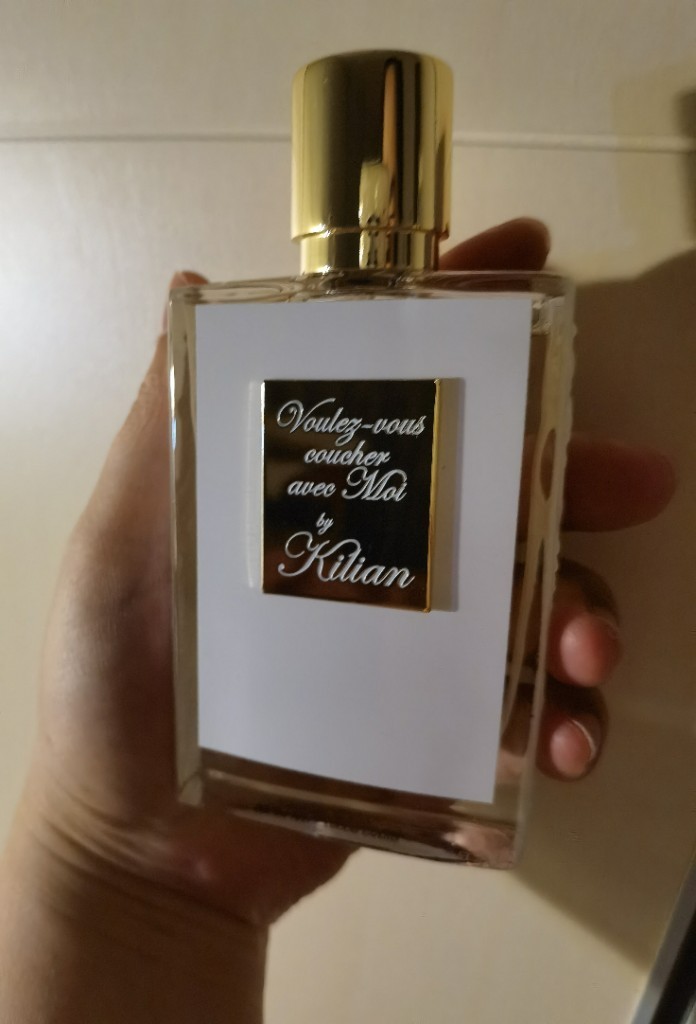 Voulez-vous
coucher
avec Moi
by
Kilian